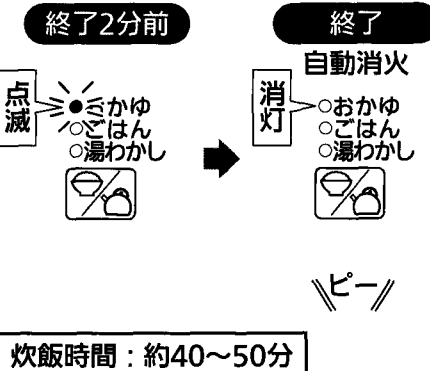 終了2分前
点滅
●おかゆ
○ごはん
○湯わかし
終了
自動消火
消灯
○おかゆ
○ごはん
○湯わかし
ピー
炊飯時間：約40〜50分